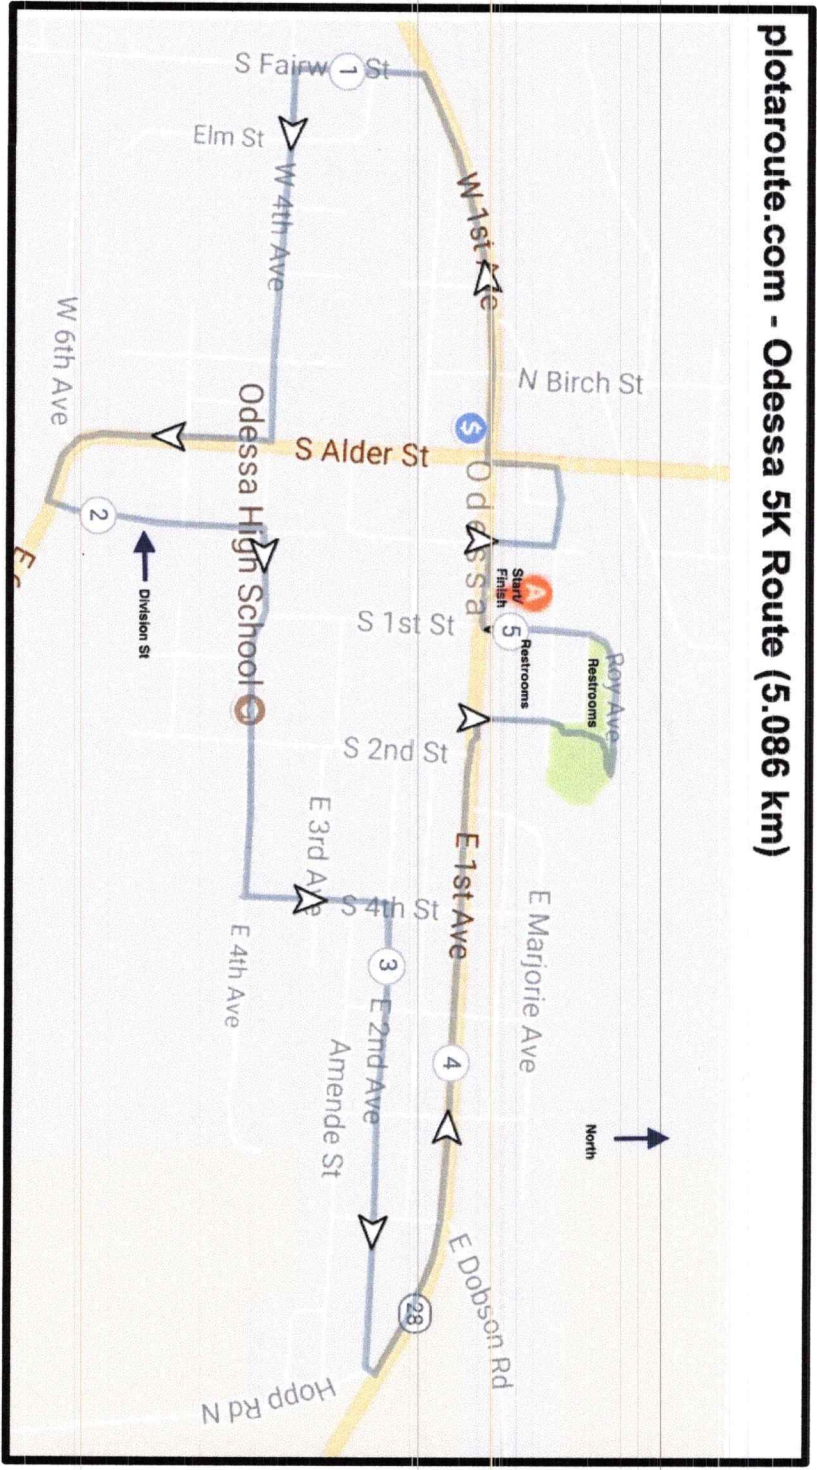 plotaroute.com - Odessa 5K Route (5.086 km)
Roy Ave
Restrooms
North
N Birch St
A
Start/
Finish
Restrooms
5
E Marjorie Ave
W 1st Ave
$
Odessa
E 1st Ave
4
E Dobson Rd
28
S Alder St
S 1st St
S 2nd St
S 4th St
3
E 2nd Ave
Amende St
S Fairw St
1
E 3rd Ave
Elm St
W 4th Ave
Odessa High School
E 4th Ave
Hopp Rd N
2
Division St
W 6th Ave